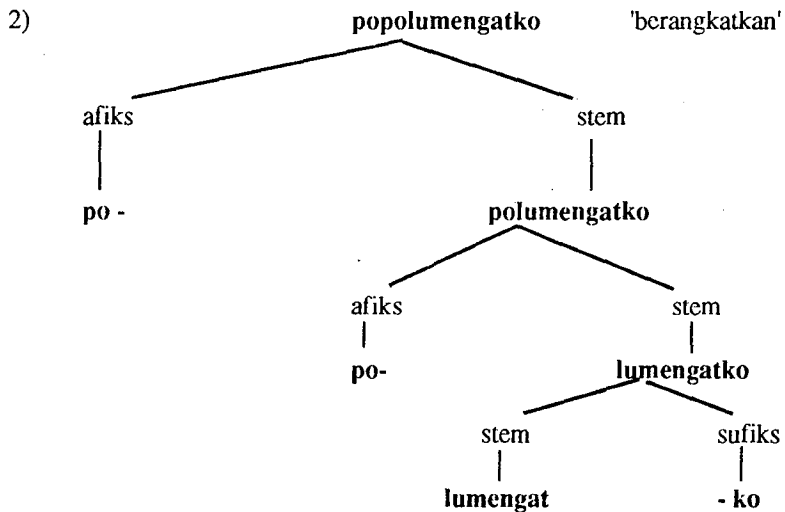 2) popolumengatko 'berangkatkan'
afiks stem
po - polumengatko
afiks stem
po- lumengatko
stem sufiks
lumengat - ko